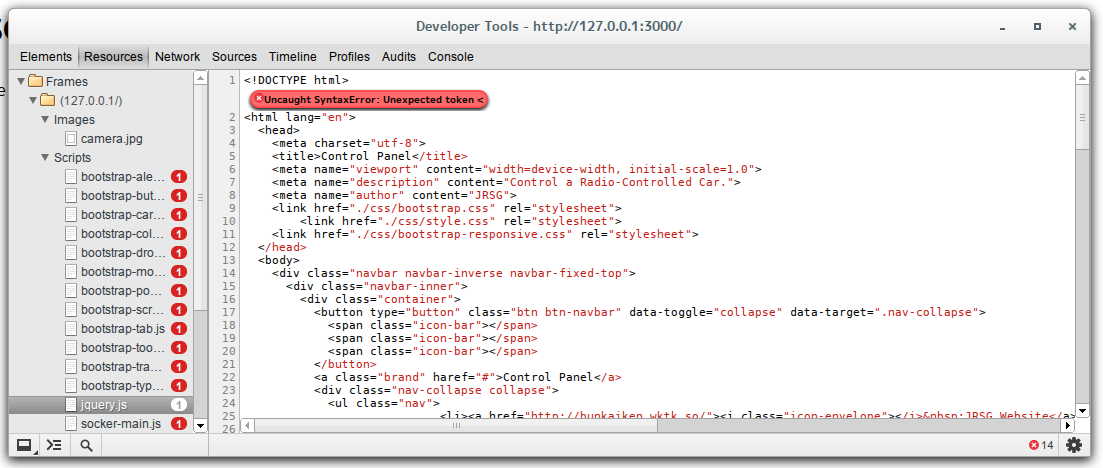 Developer Tools - http://127.0.0.1:3000/
Elements Resources Network Sources Timeline Profiles Audits Console
Frames
(127.0.0.1/)
Images
camera.jpg
Scripts
bootstrap-ale... 1
bootstrap-but... 1
bootstrap-car... 1
bootstrap-col... 1
bootstrap-dro... 1
bootstrap-mo... 1
bootstrap-po... 1
bootstrap-scr... 1
bootstrap-tab.js 1
bootstrap-too... 1
bootstrap-tra... 1
bootstrap-typ... 1
jquery.js 1
socker-main.js 1
1 <!DOCTYPE html>
Uncaught SyntaxError: Unexpected token <
2 <html lang="en">
3 <head>
4 <meta charset="utf-8">
5 <title>Control Panel</title>
6 <meta name="viewport" content="width=device-width, initial-scale=1.0">
7 <meta name="description" content="Control a Radio-Controlled Car.">
8 <meta name="author" content="JRSG">
9 <link href="./css/bootstrap.css" rel="stylesheet">
10 <link href="./css/style.css" rel="stylesheet">
11 <link href="./css/bootstrap-responsive.css" rel="stylesheet">
12 </head>
13 <body>
14 <div class="navbar navbar-inverse navbar-fixed-top">
15 <div class="navbar-inner">
16 <div class="container">
17 <button type="button" class="btn btn-navbar" data-toggle="collapse" data-target=".nav-collapse">
18 <span class="icon-bar"></span>
19 <span class="icon-bar"></span>
20 <span class="icon-bar"></span>
21 </button>
22 <a class="brand" haref="#">Control Panel</a>
23 <div class="nav-collapse collapse">
24 <ul class="nav">
25 <li><a href="http://bunkaiken.wktk.so/"><i class="icon-envelope"></i>&nbsp;JRSG Website</a>
26
14